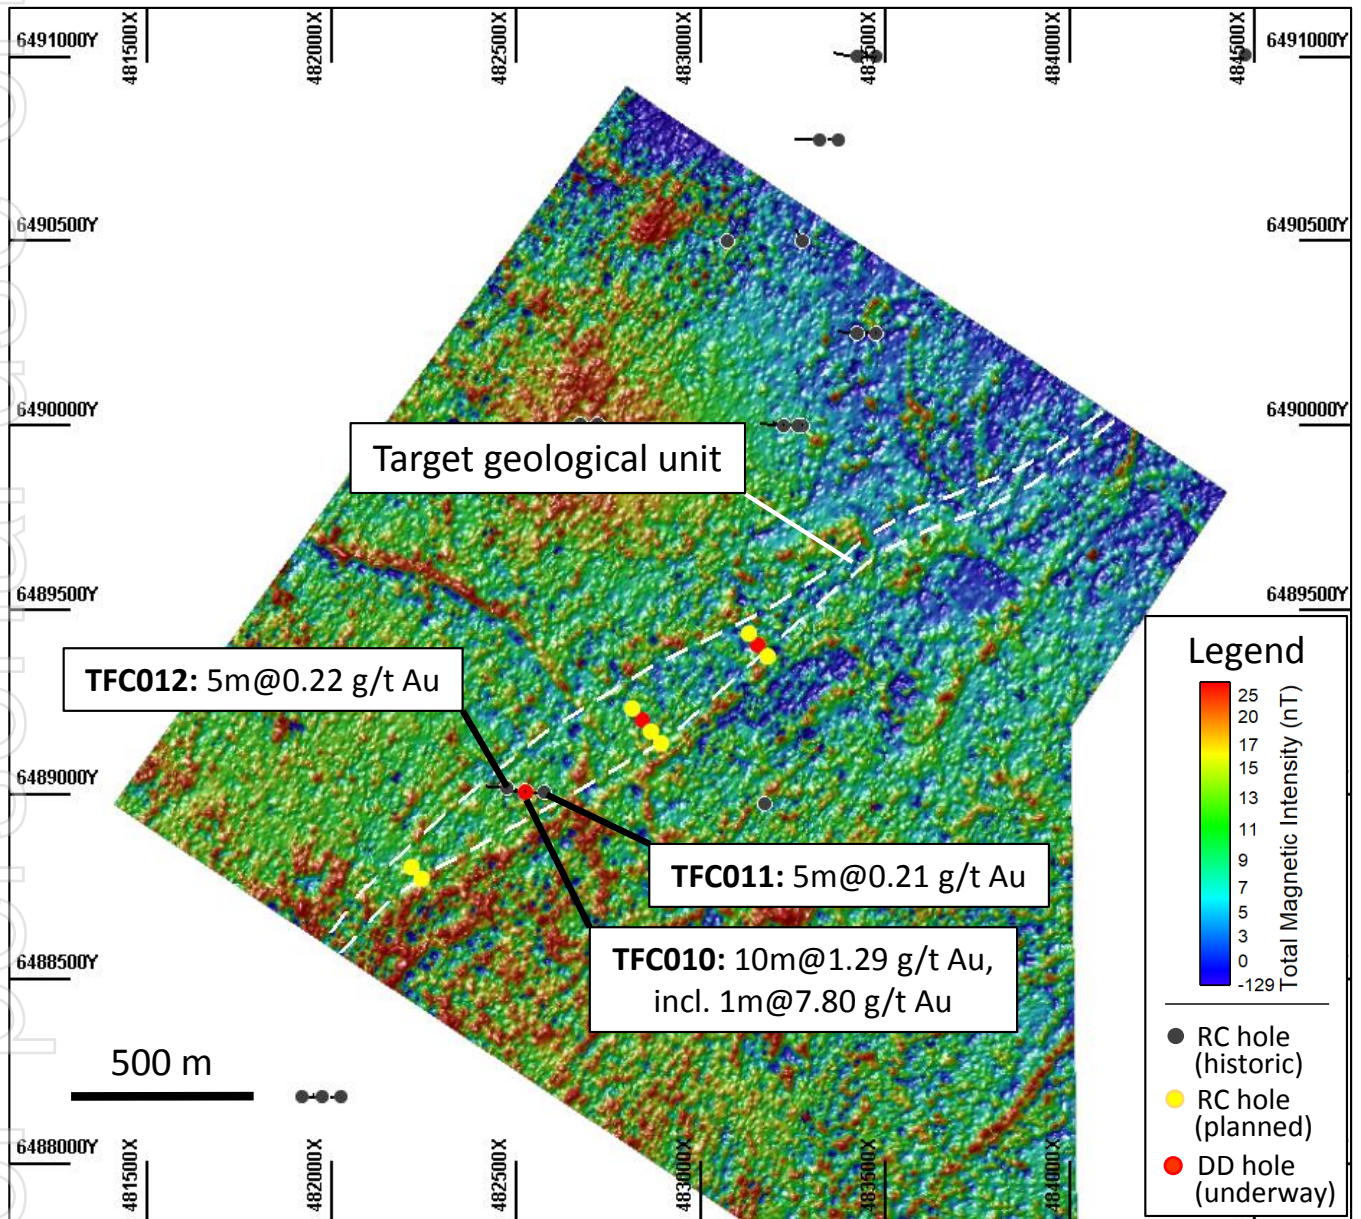 481500X
482000X
482500X
483000X
483500X
484000X
484500X
6491000Y
6491000Y
6490500Y
6490500Y
6490000Y
6490000Y
Target geological unit
6489500Y
6489500Y
TFC012: 5m@0.22 g/t Au
6489000Y
TFC011: 5m@0.21 g/t Au
TFC010: 10m@1.29 g/t Au,
incl. 1m@7.80 g/t Au
6488500Y
500 m
6488000Y
481500X
482000X
482500X
483000X
483500X
484000X
Legend
25
20
17
15
13
11
9
7
5
3
0
-129
Total Magnetic Intensity (nT)
RC hole
(historic)
RC hole
(planned)
DD hole
(underway)